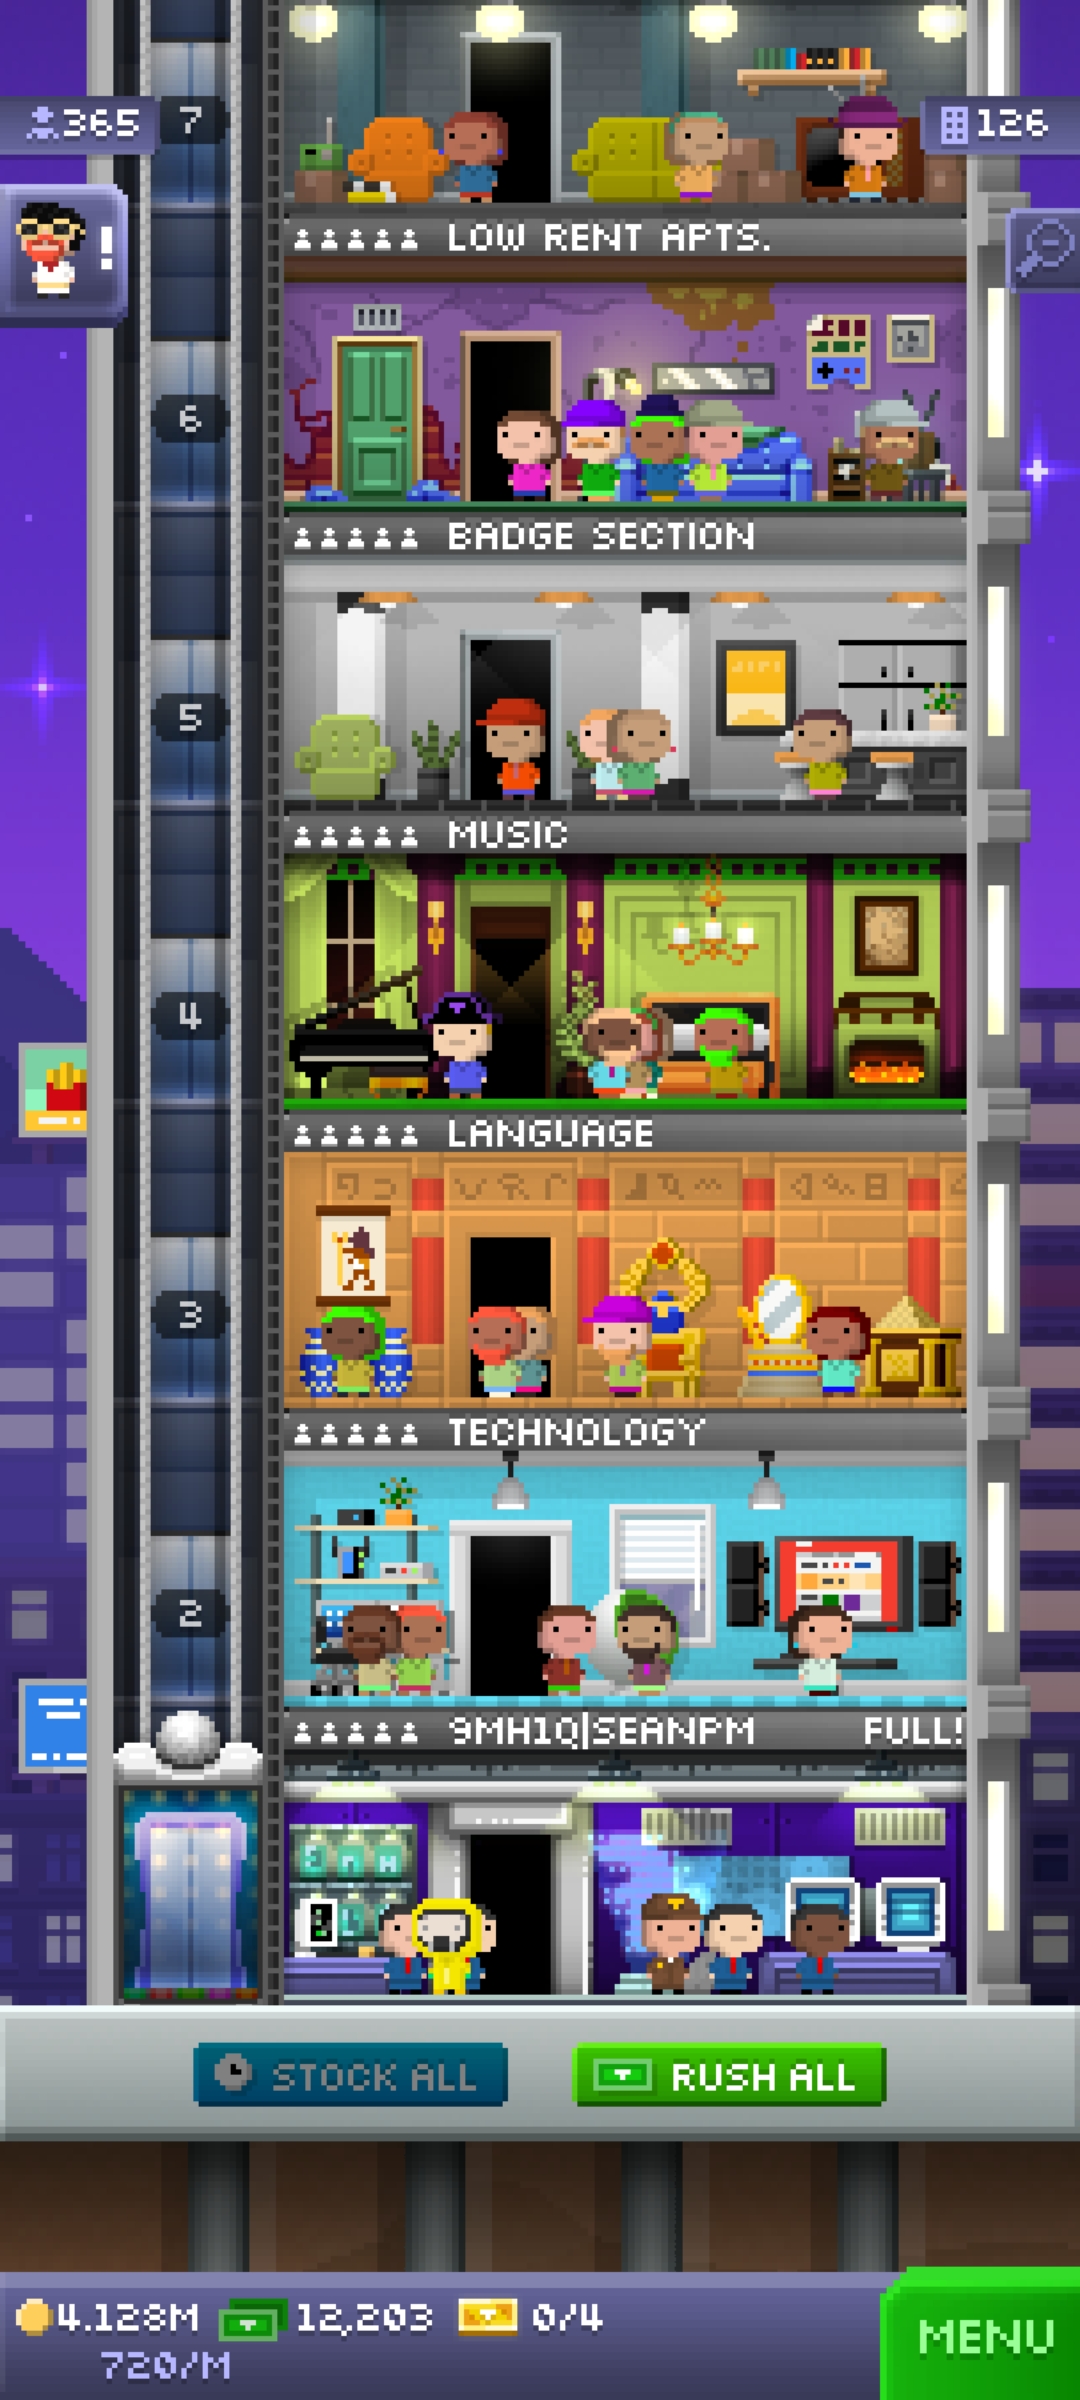 365
7
126
!
LOW RENT APTS.
6
BADGE SECTION
5
MUSIC
4
LANGUAGE
3
TECHNOLOGY
2
9MH1Q|SEANPM FULL!
STOCK ALL
RUSH ALL
4.128M
12,203
0/4
720/M
MENU